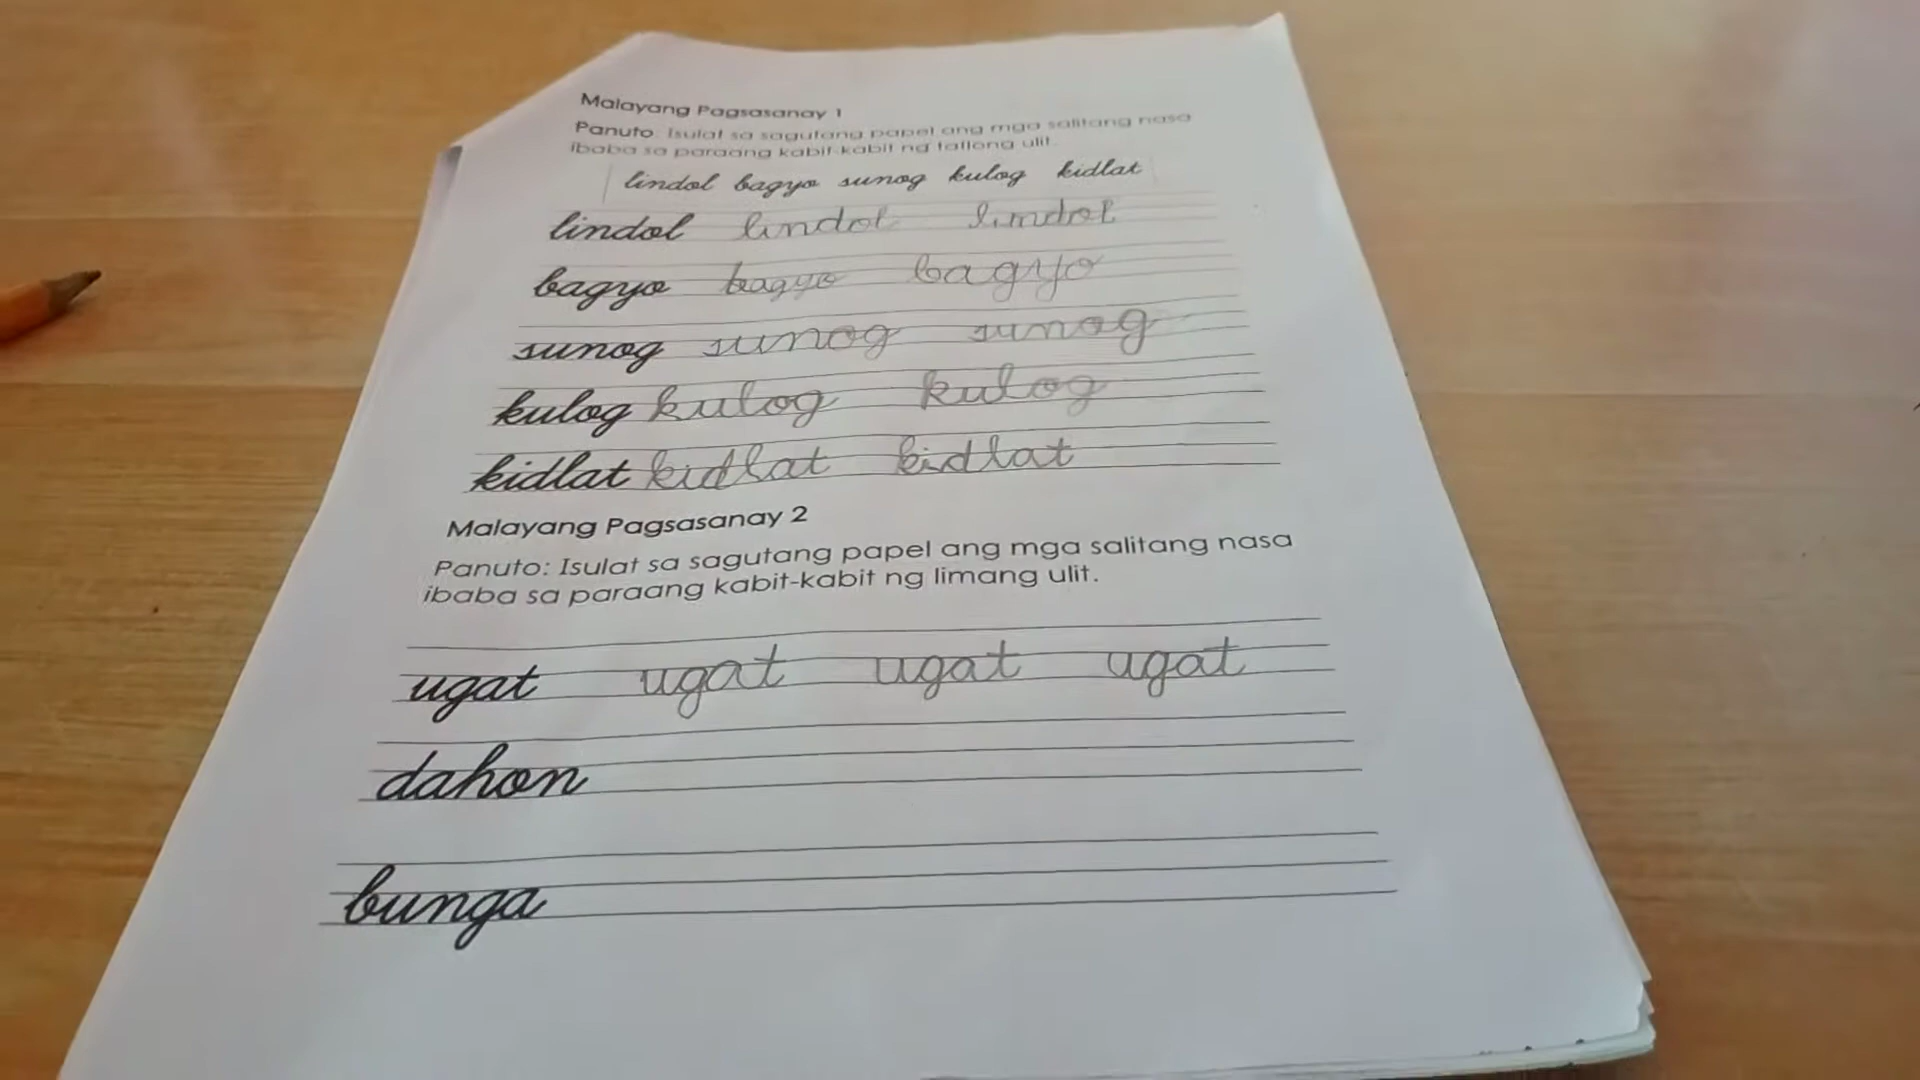 Malayang Pagsasanay 1
Panuto: Isulat sa sagutang papel ang mga salitang nasa
ibaba sa paraang kabit-kabit ng tatlong ulit.
lindol bagyo sunog kulog kidlat
lindol lindol lindol
bagyo bagyo bagyo
sunog sunog sunog
kulog kulog kulog
kidlat kidlat kidlat
Malayang Pagsasanay 2
Panuto: Isulat sa sagutang papel ang mga salitang nasa
ibaba sa paraang kabit-kabit ng limang ulit.
ugat ugat ugat ugat
dahon
bunga